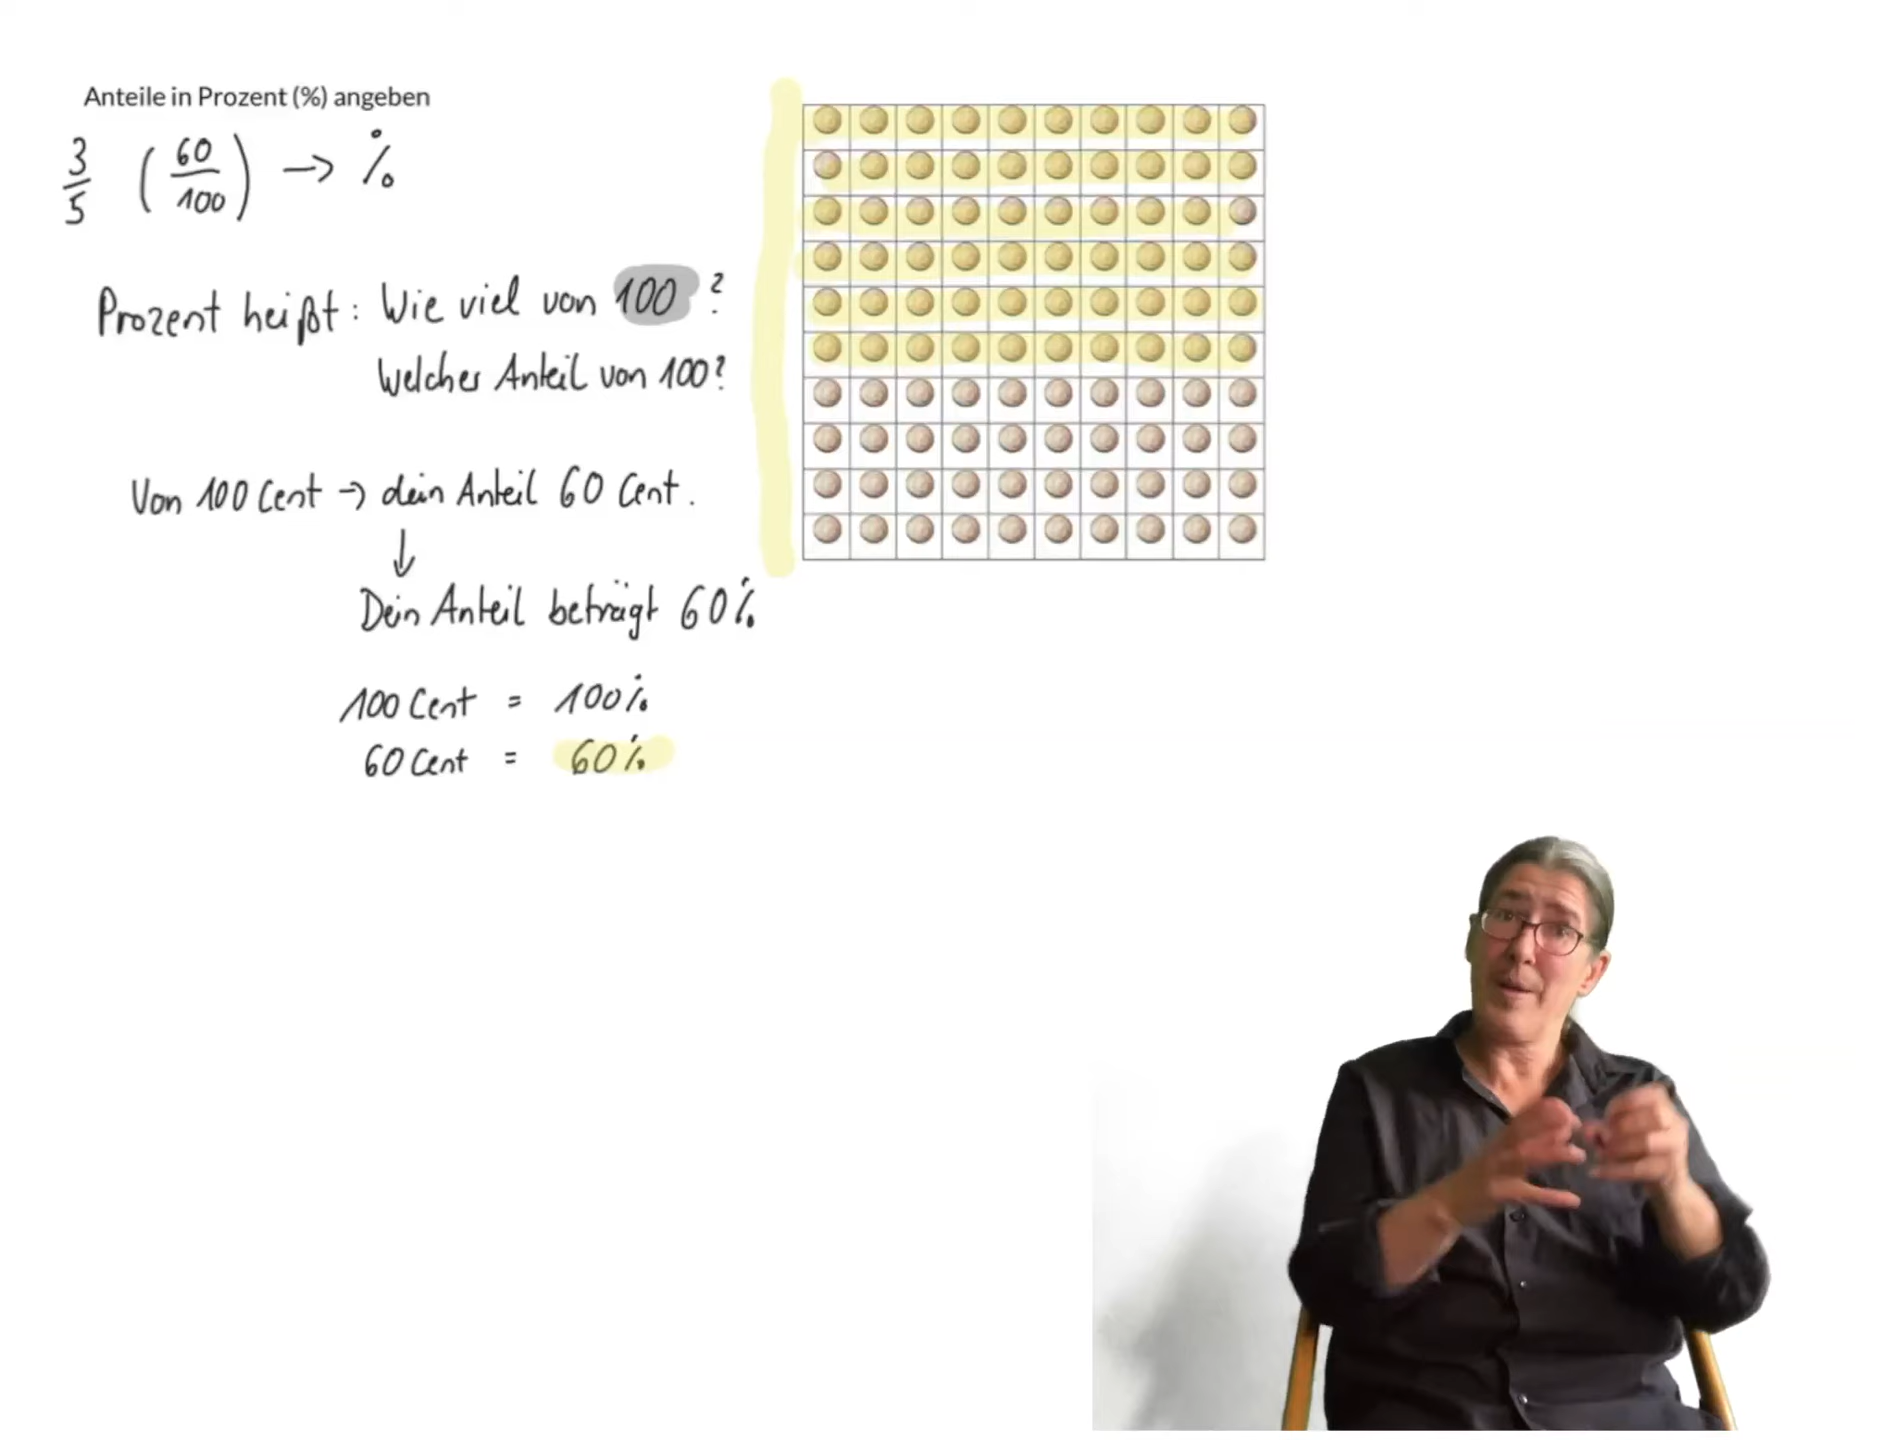 Anteile in Prozent (%) angeben
3/5 (60/100) → %
Prozent heißt: Wie viel von 100?
Welcher Anteil von 100?
Von 100 Cent → dein Anteil 60 Cent.
↓
Dein Anteil beträgt 60%
100 Cent = 100%
60 Cent = 60%